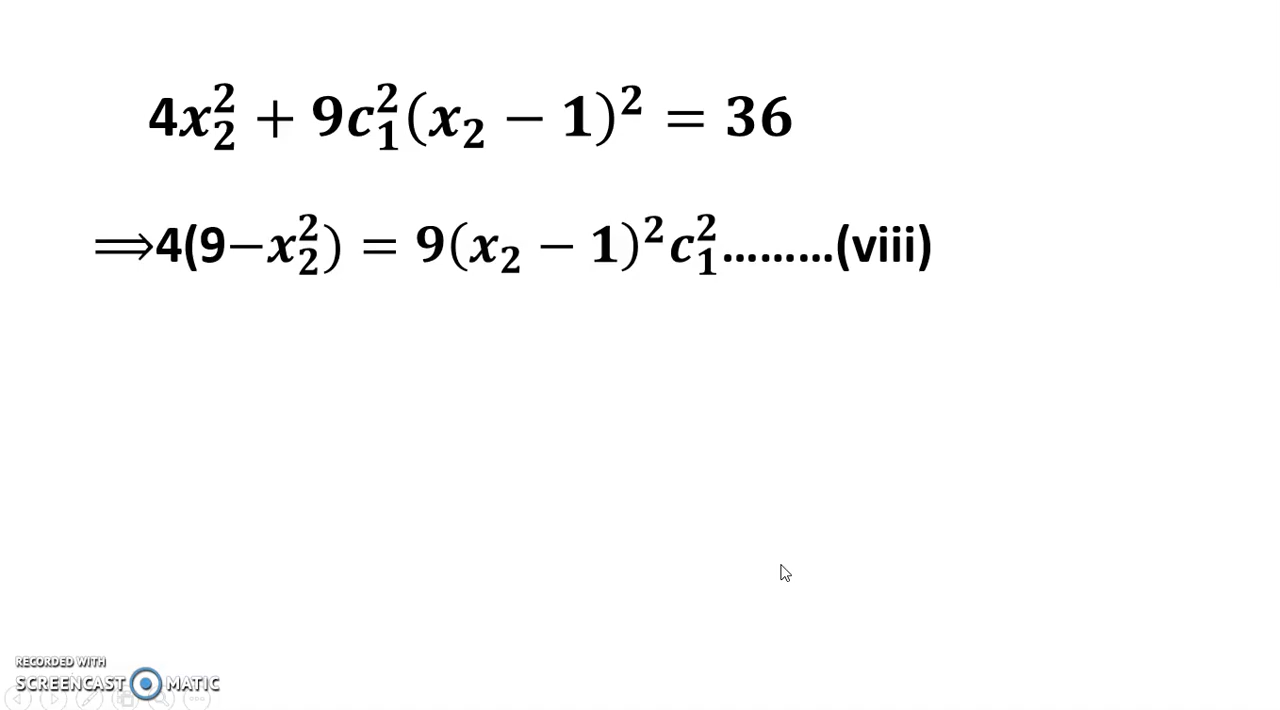 4x₂² + 9c₁²(x₂ − 1)² = 36
⟹4(9−x₂²) = 9(x₂ − 1)²c₁²………(viii)
RECORDED WITH
SCREENCAST MATIC